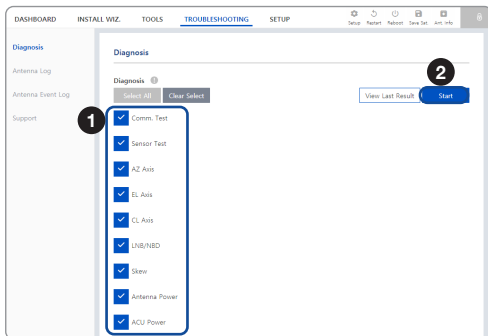 DASHBOARD INSTALL WIZ. TOOLS TROUBLESHOOTING SETUP
Setup Restart Reboot Save Set Ant. Info
Diagnosis
Antenna Log
Antenna Event Log
Support
Diagnosis
Diagnosis
Select All Clear Select
View Last Result Start
2
1
Comm. Test
Sensor Test
AZ Axis
EL Axis
CL Axis
LNB/NBD
Skew
Antenna Power
ACU Power